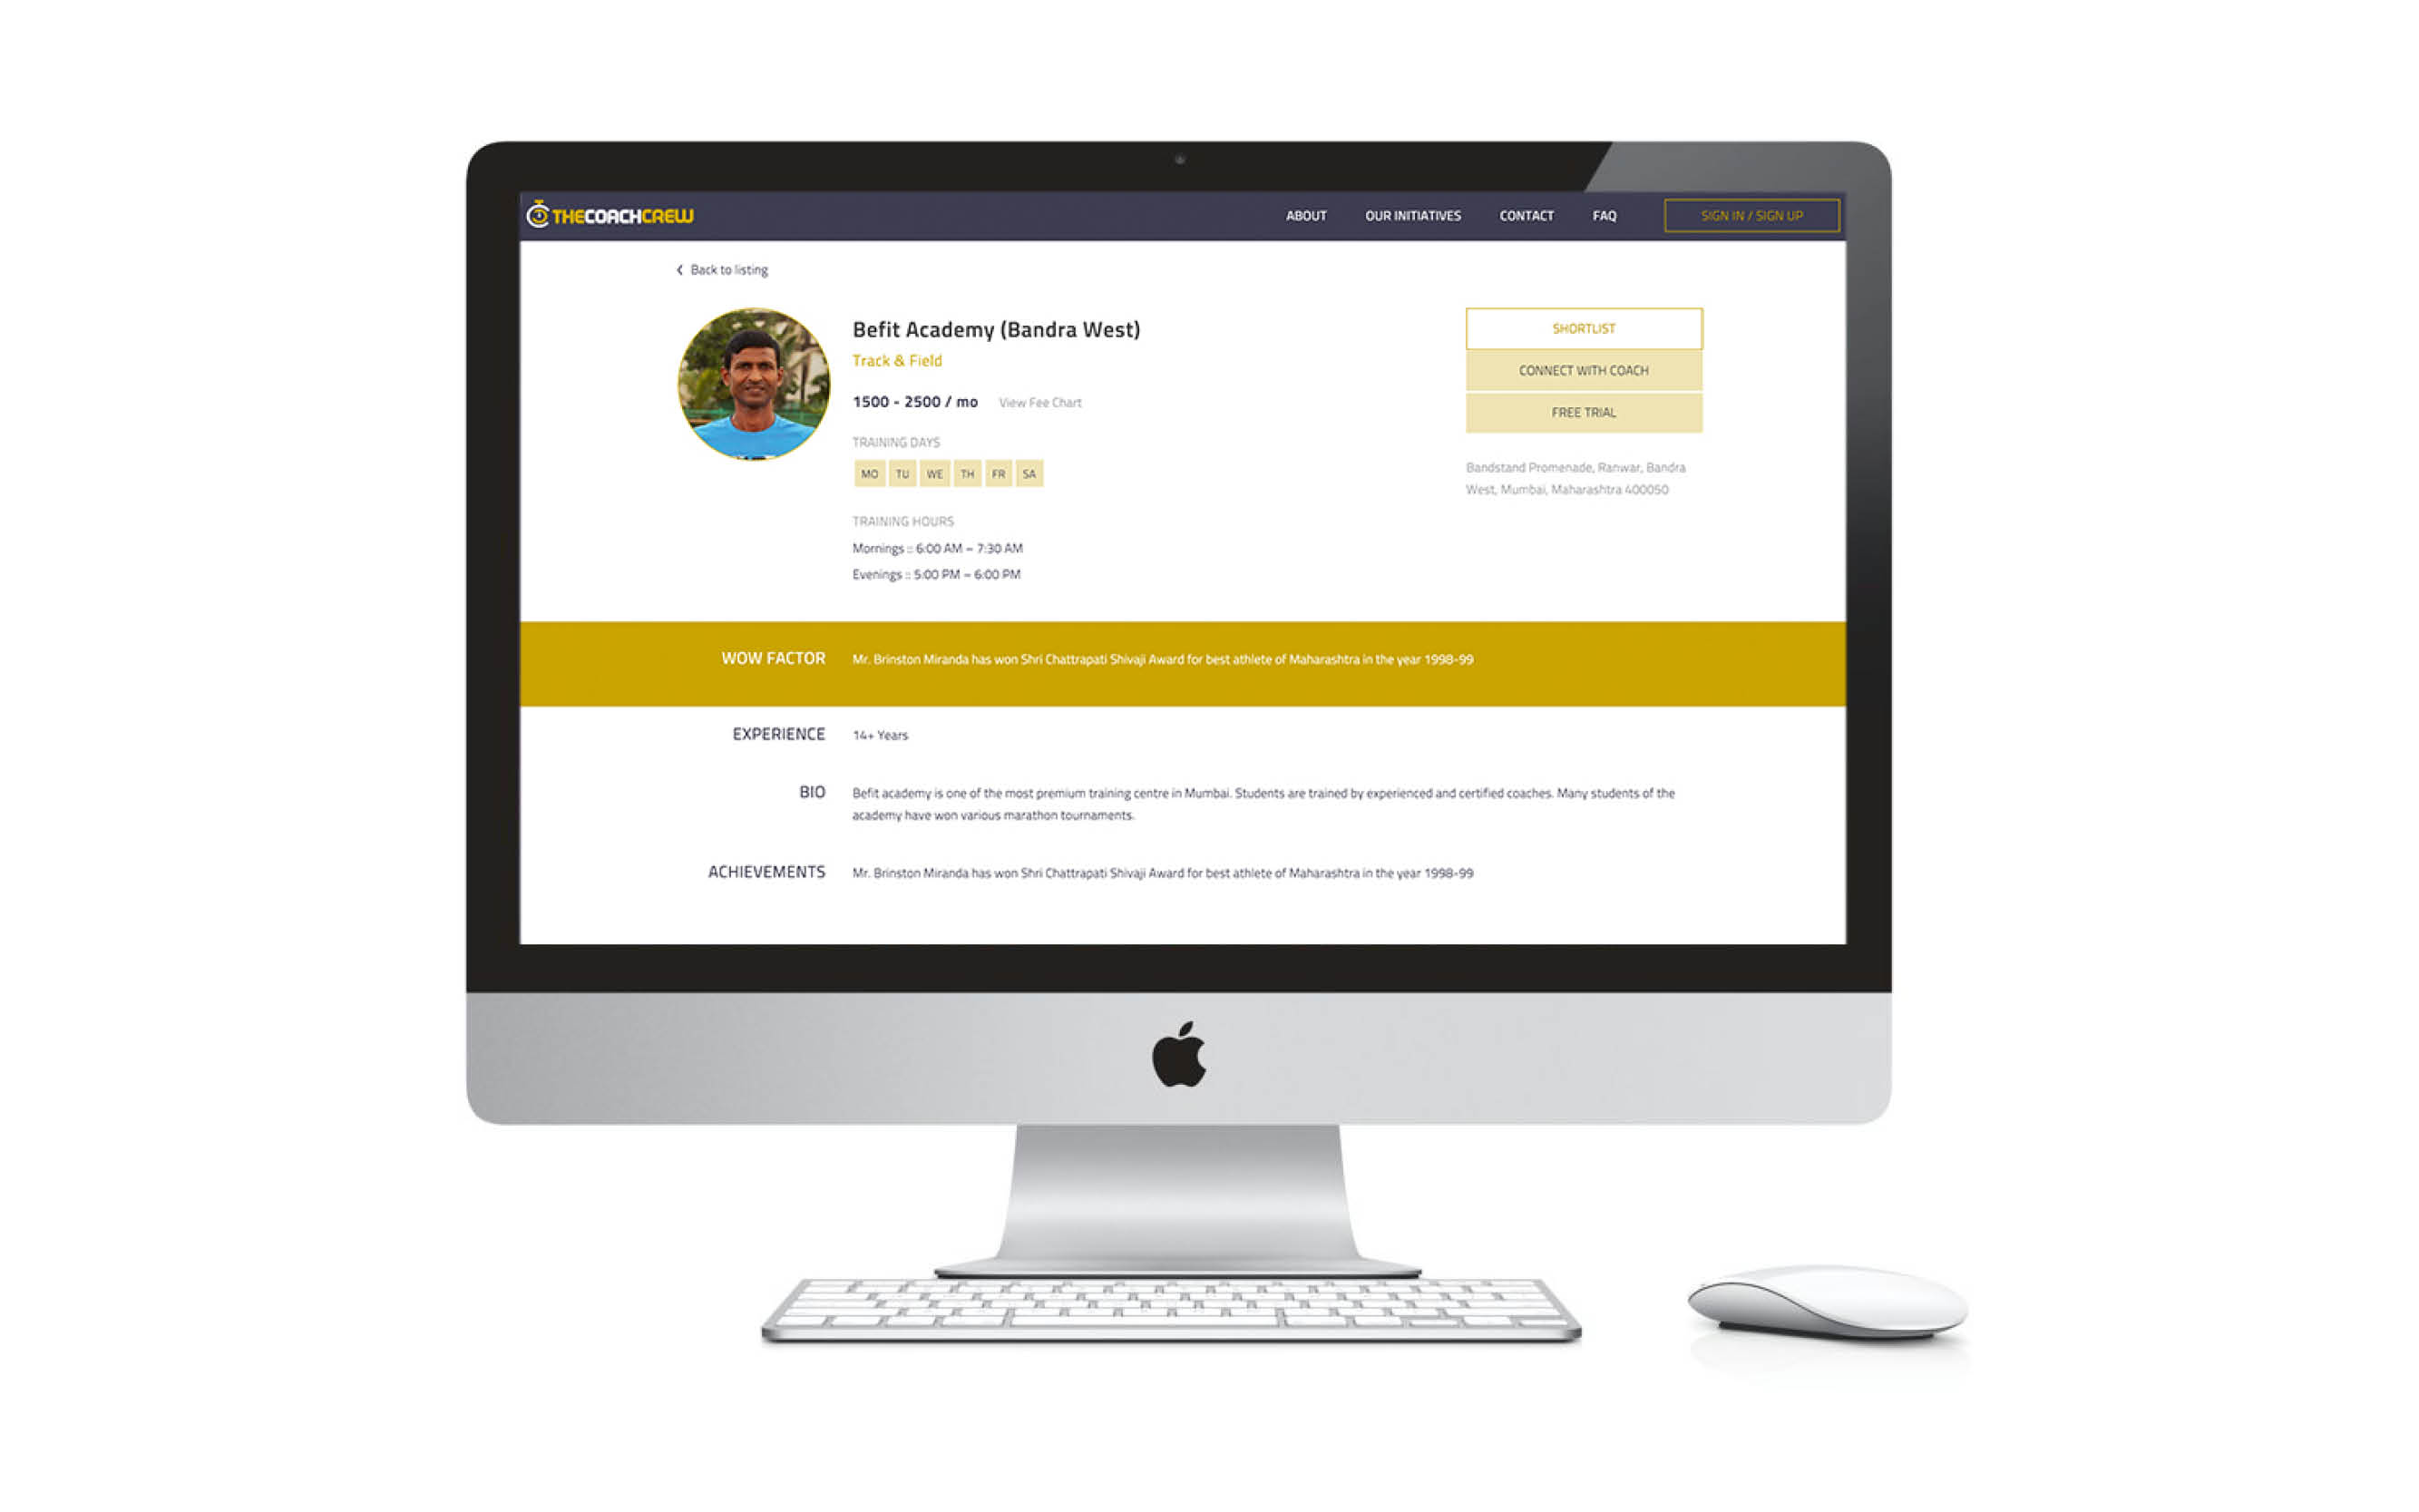 THECOACHCREW
ABOUT OUR INITIATIVES CONTACT FAQ SIGN IN / SIGN UP
Back to listing
Befit Academy (Bandra West)
Track & Field
1500 - 2500 / mo View Fee Chart
TRAINING DAYS
MO TU WE TH FR SA
TRAINING HOURS
Mornings :: 6:00 AM – 7:30 AM
Evenings :: 5:00 PM – 6:00 PM
SHORTLIST
CONNECT WITH COACH
FREE TRIAL
Bandstand Promenade, Ranwar, Bandra
West, Mumbai, Maharashtra 400050
WOW FACTOR Mr. Brinston Miranda has won Shri Chattrapati Shivaji Award for best athlete of Maharashtra in the year 1998-99
EXPERIENCE 14+ Years
BIO Befit academy is one of the most premium training centre in Mumbai. Students are trained by experienced and certified coaches. Many students of the
academy have won various marathon tournaments.
ACHIEVEMENTS Mr. Brinston Miranda has won Shri Chattrapati Shivaji Award for best athlete of Maharashtra in the year 1998-99